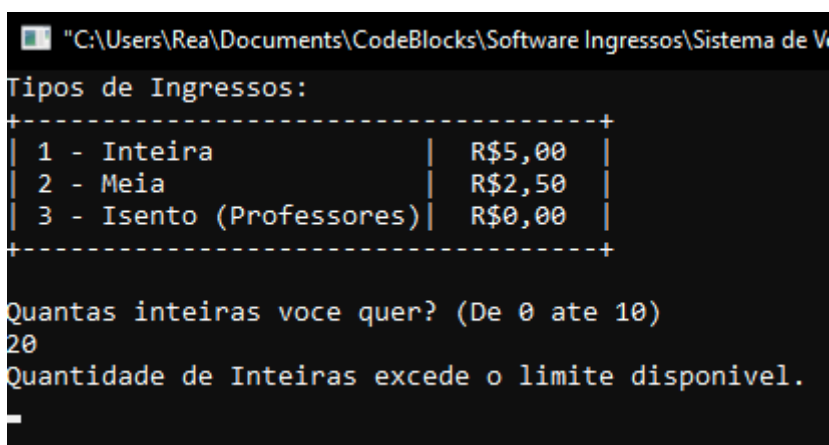 "C:\Users\Rea\Documents\CodeBlocks\Software Ingressos\Sistema de
Tipos de Ingressos:
+------------------------------------+
| 1 - Inteira | R$5,00 |
| 2 - Meia | R$2,50 |
| 3 - Isento (Professores)| R$0,00 |
+------------------------------------+
Quantas inteiras voce quer? (De 0 ate 10)
20
Quantidade de Inteiras excede o limite disponivel.